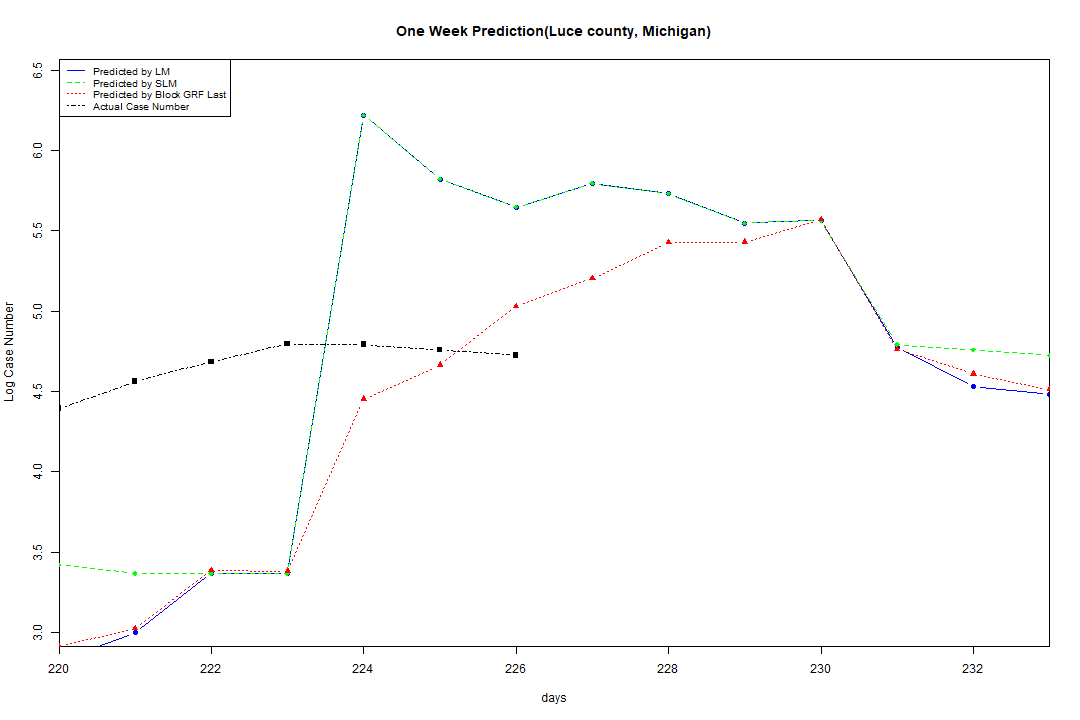 One Week Prediction(Luce county, Michigan)
6.5
6.0
5.5
5.0
4.5
4.0
3.5
3.0
Log Case Number
Predicted by LM
Predicted by SLM
Predicted by Block GRF Last
Actual Case Number
220
222
224
226
228
230
232
days